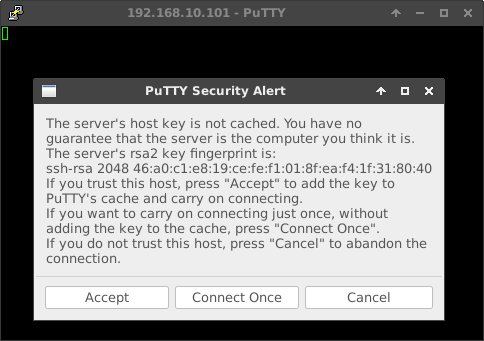 192.168.10.101 - PuTTY
PuTTY Security Alert
The server's host key is not cached. You have no
guarantee that the server is the computer you think it is.
The server's rsa2 key fingerprint is:
ssh-rsa 2048 46:a0:c1:e8:19:ce:fe:f1:01:8f:ea:f4:1f:31:80:40
If you trust this host, press "Accept" to add the key to
PuTTY's cache and carry on connecting.
If you want to carry on connecting just once, without
adding the key to the cache, press "Connect Once".
If you do not trust this host, press "Cancel" to abandon the
connection.
Accept
Connect Once
Cancel